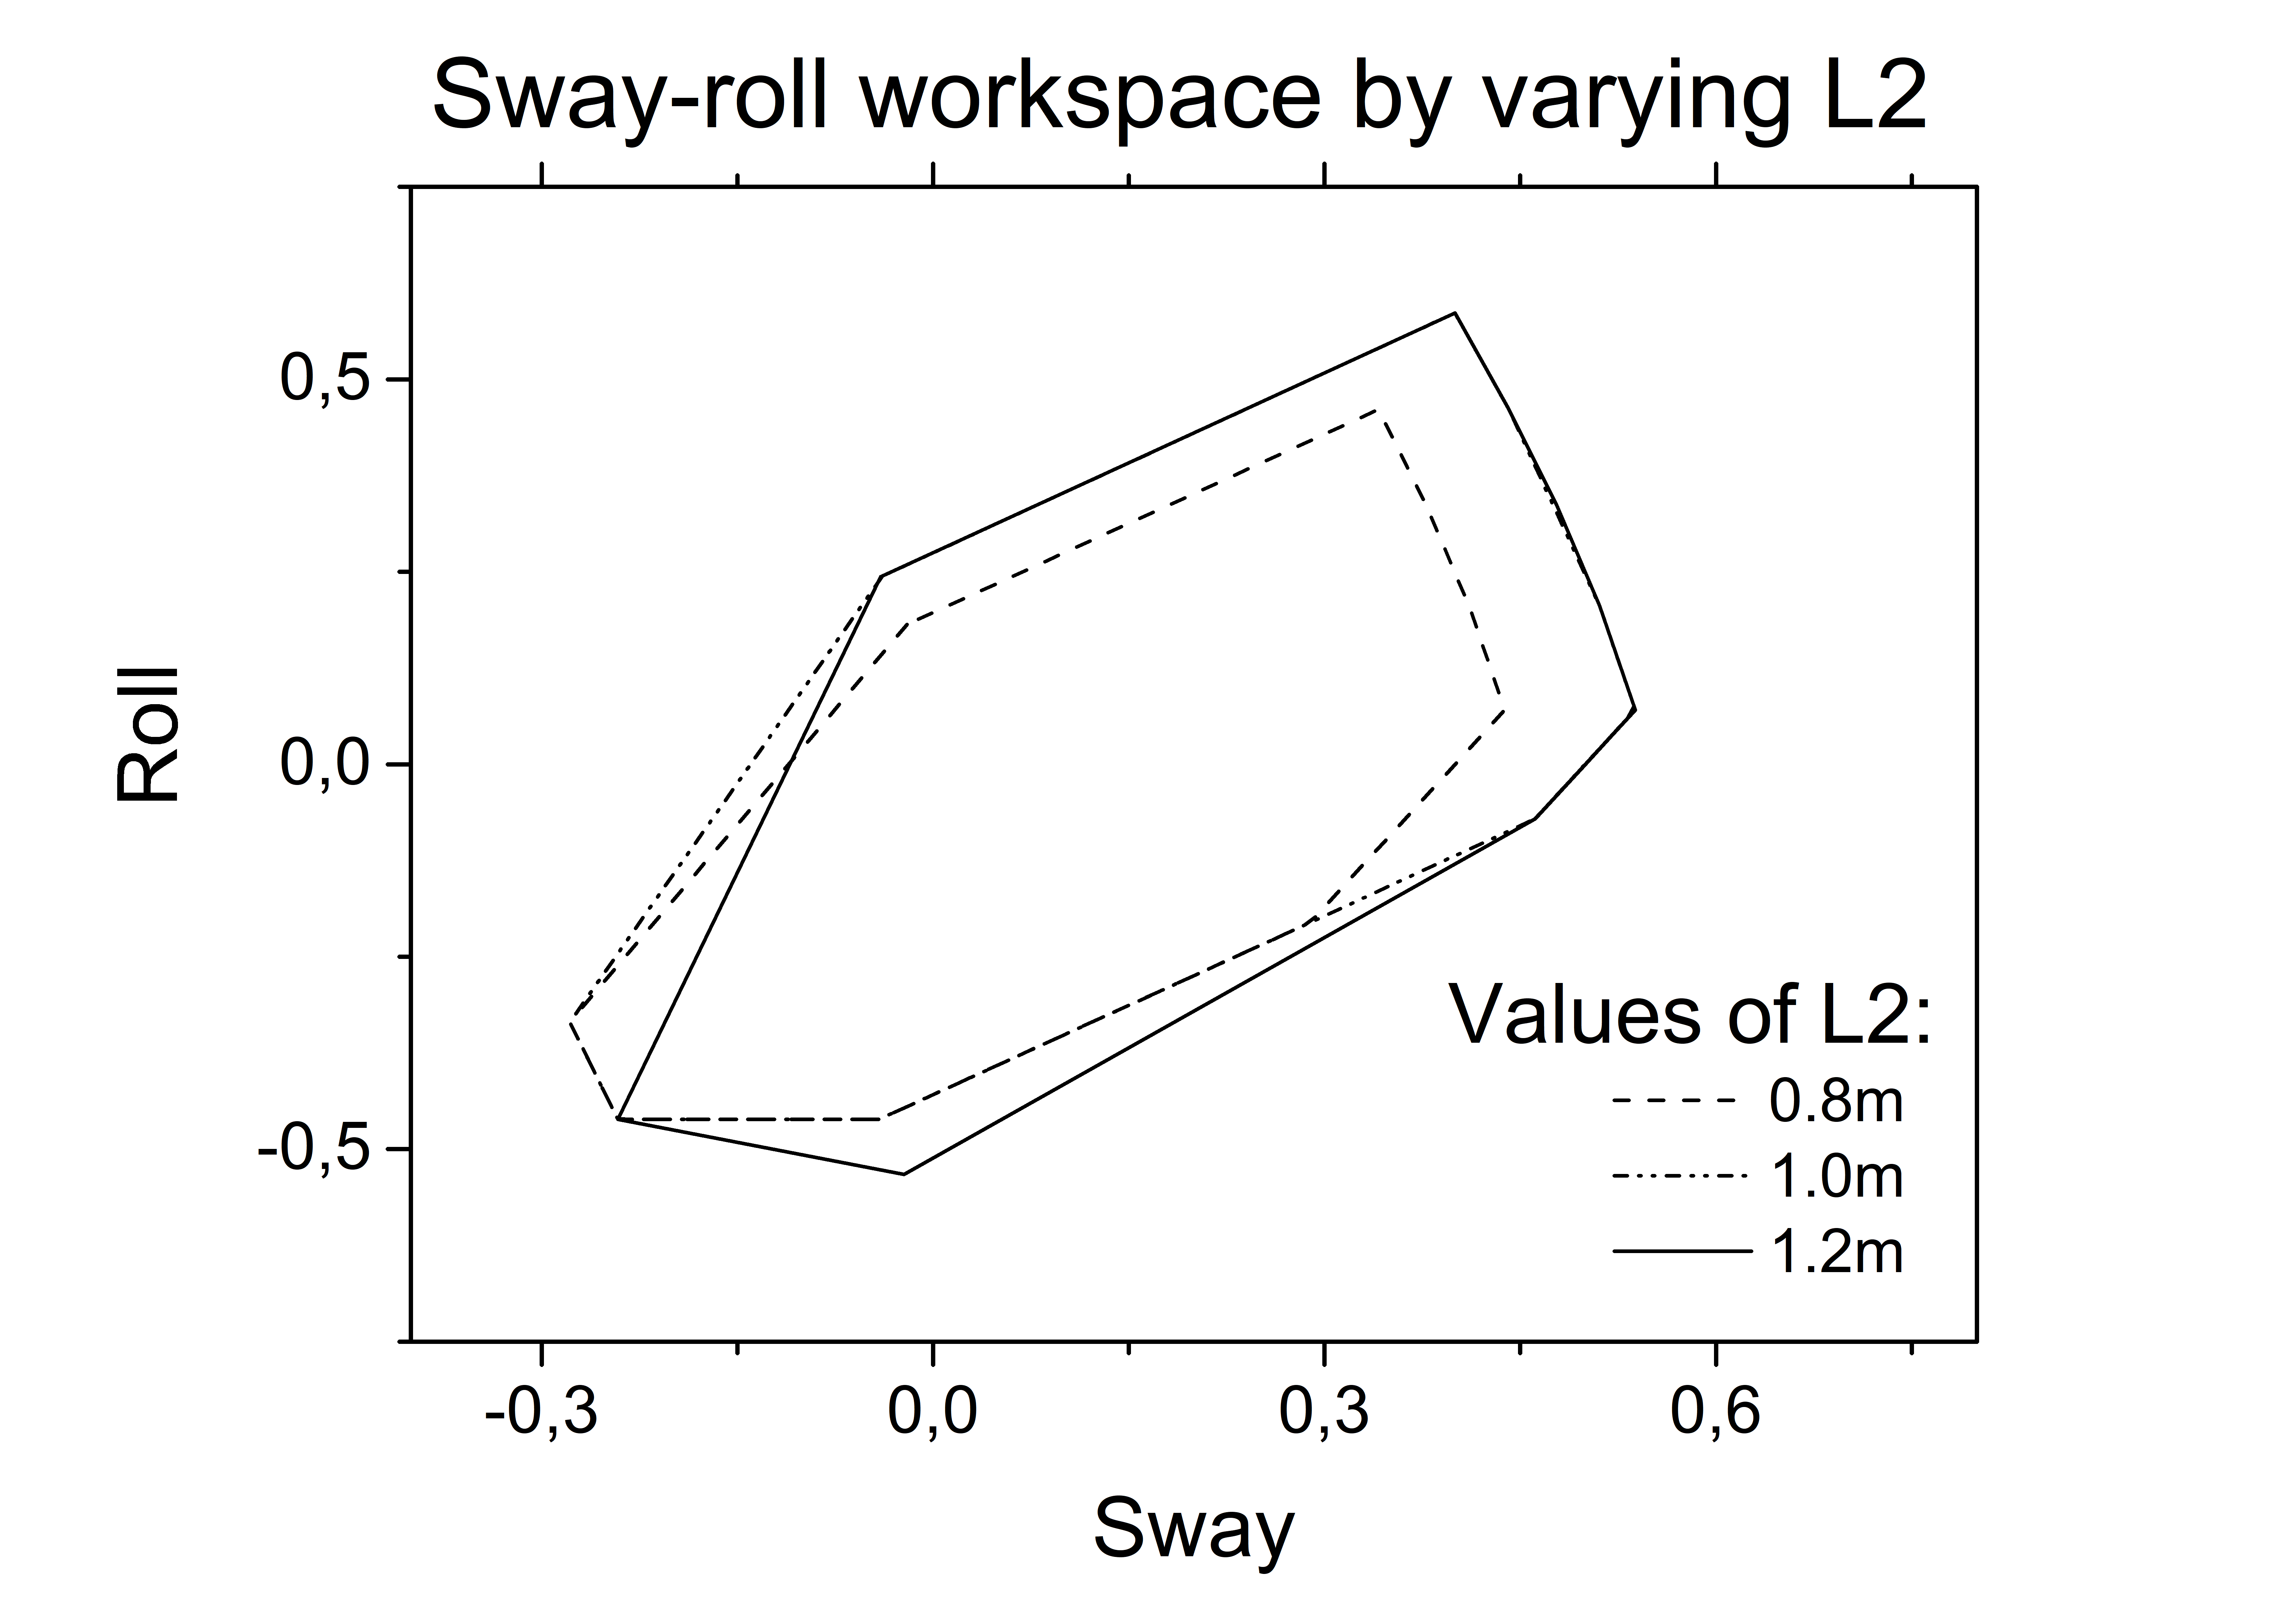 Sway-roll workspace by varying L2
0,5
0,0
-0,5
Roll
Values of L2:
0.8m
1.0m
1.2m
-0,3 0,0 0,3 0,6
Sway